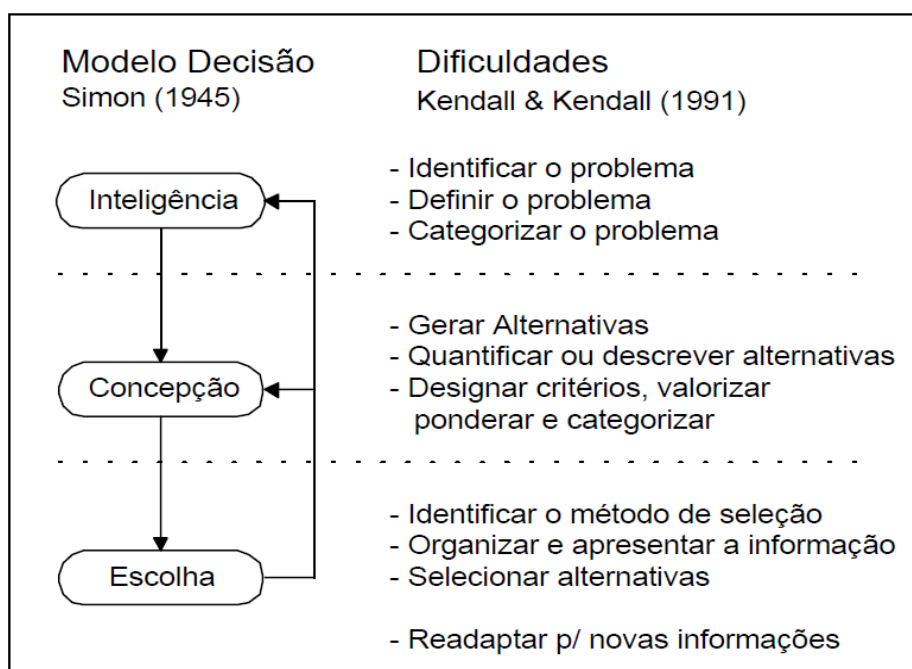 Modelo Decisão
Simon (1945)
Dificuldades
Kendall & Kendall (1991)
Inteligência
- Identificar o problema
- Definir o problema
- Categorizar o problema
Concepção
- Gerar Alternativas
- Quantificar ou descrever alternativas
- Designar critérios, valorizar
ponderar e categorizar
Escolha
- Identificar o método de seleção
- Organizar e apresentar a informação
- Selecionar alternativas
- Readaptar p/ novas informações